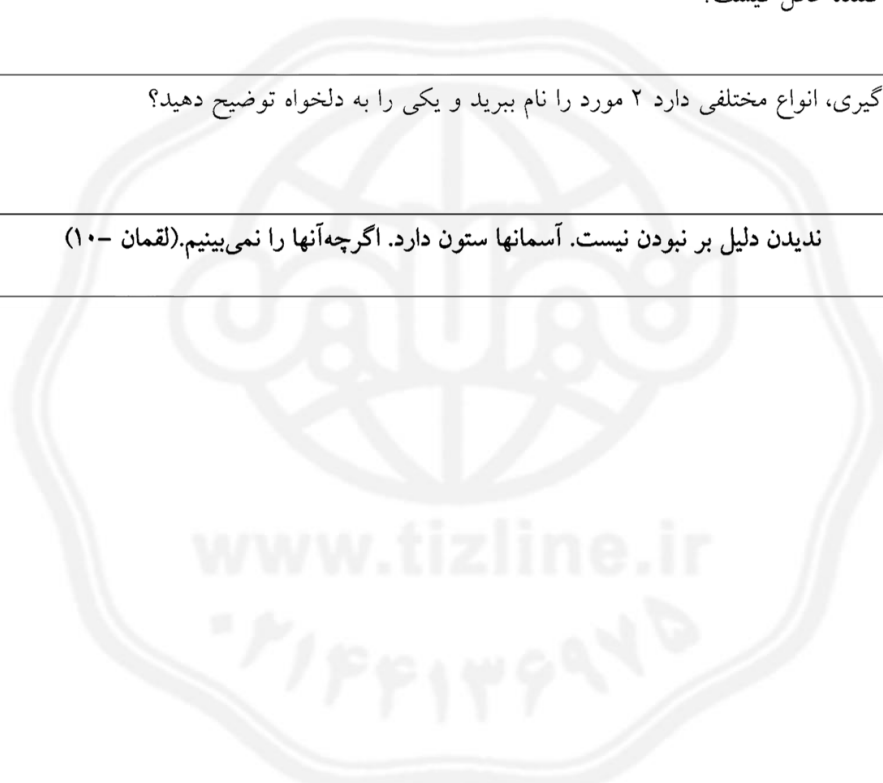 گیری، انواع مختلفی دارد ۲ مورد را نام ببرید و یکی را به دلخواه توضیح دهید؟
ندیدن دلیل بر نبودن نیست. آسمانها ستون دارد. اگرچه‌آنها را نمی‌بینیم.(لقمان -۱۰)
www.tizline.ir
۰۲۱۴۴۱۳۶۹۷۵